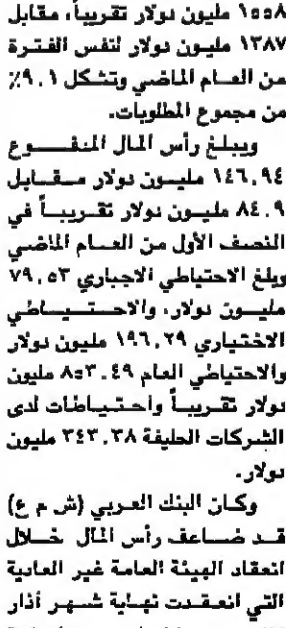 ١٥٥٨ مليون دولار تقريباً، مقابل
١٣٨٧ مليون دولار لنفس الفترة
من العام الماضي وتشكل ٩.١٪
من مجموع المطلوبات.
ويبلغ رأس المال المدفوع
١٤٦.٩٤ مليون دولار مقابل
٨٤.٩ مليون دولار تقريباً في
النصف الأول من العام الماضي
وبلغ الاحتياطي الاجباري ٧٩.٥٣
مليون دولار، والاحتياطي
الاختياري ١٩٦.٢٩ مليون دولار
والاحتياطي العام ٨٥٣.٤٩ مليون
دولار تقريباً واحتياطات لدى
الشركات الحليفة ٣٤٣.٣٨ مليون
دولار.
وكان البنك العربي (ش م ع)
قد ضاعف رأس المال خلال
انعقاد الهيئة العامة غير العادية
التي انعقدت نهاية شهر أذار